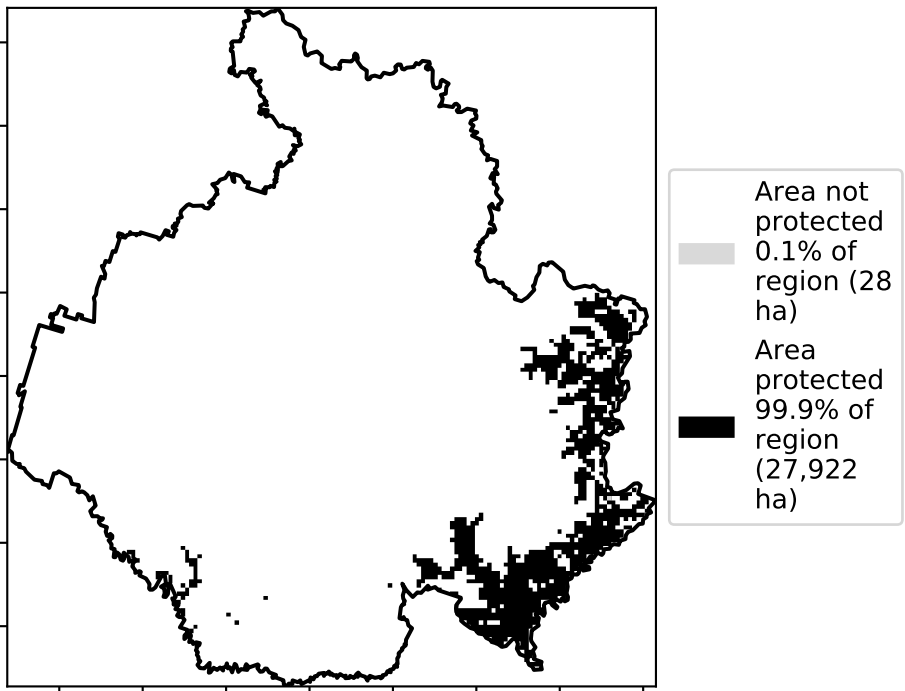 Area not
protected
0.1% of
region (28
ha)
Area
protected
99.9% of
region
(27,922
ha)